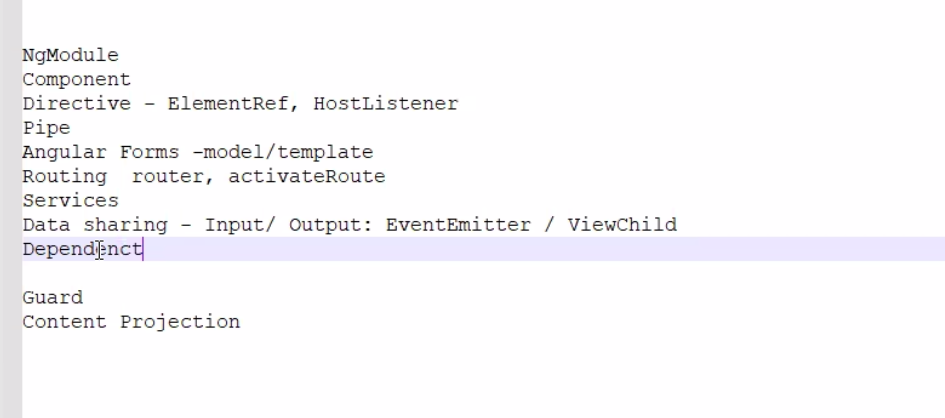 NgModule
Component
Directive - ElementRef, HostListener
Pipe
Angular Forms -model/template
Routing  router, activateRoute
Services
Data sharing - Input/ Output: EventEmitter / ViewChild
Dependenct
Guard
Content Projection